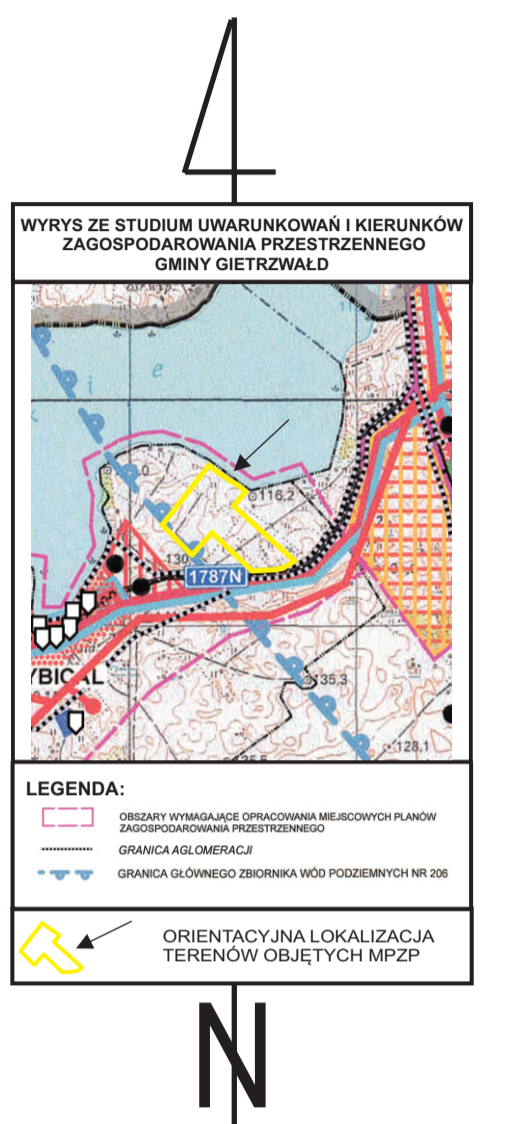 WYRYS ZE STUDIUM UWARUNKOWAŃ I KIERUNKÓW
ZAGOSPODAROWANIA PRZESTRZENNEGO
GMINY GIETRZWAŁD
i e
116,2
130
1787N
YBICAL
135,3
128,1
LEGENDA:
OBSZARY WYMAGAJĄCE OPRACOWANIA MIEJSCOWYCH PLANÓW
ZAGOSPODAROWANIA PRZESTRZENNEGO
GRANICA AGLOMERACJI
GRANICA GŁÓWNEGO ZBIORNIKA WÓD PODZIEMNYCH NR 206
ORIENTACYJNA LOKALIZACJA
TERENÓW OBJĘTYCH MPZP
N